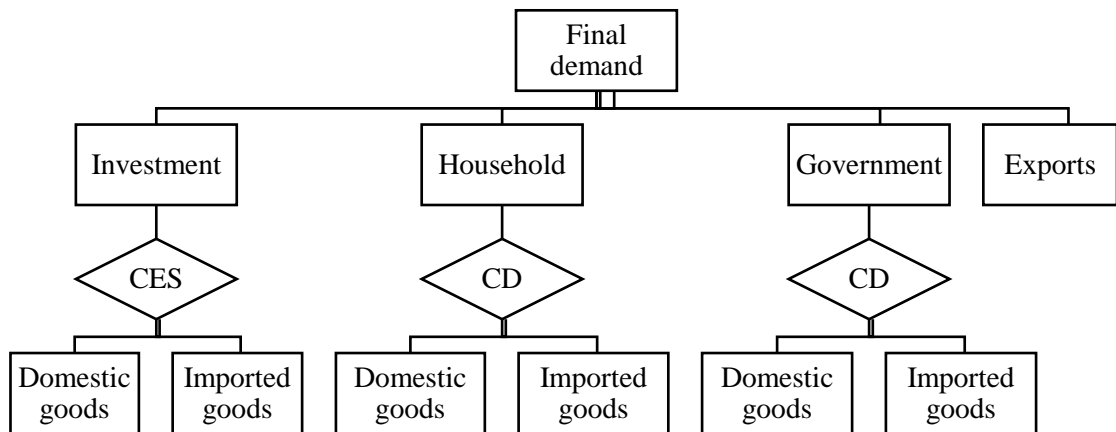 Final
demand
Investment
Household
Government
Exports
CES
CD
CD
Domestic
goods
Imported
goods
Domestic
goods
Imported
goods
Domestic
goods
Imported
goods